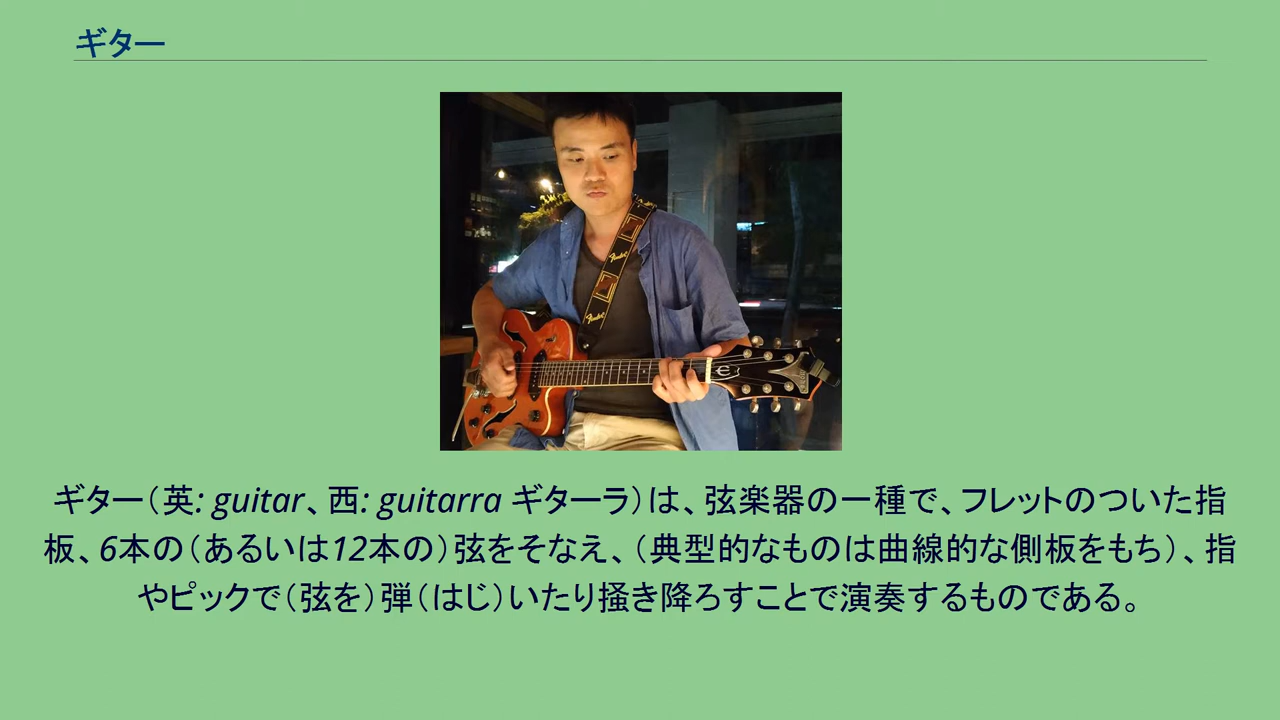 ギター
Fender
Fender
ギター（英: guitar、西: guitarra ギターラ）は、弦楽器の一種で、フレットのついた指
板、6本の（あるいは12本の）弦をそなえ、（典型的なものは曲線的な側板をもち）、指
やピックで（弦を）弾（はじ）いたり掻き降ろすことで演奏するものである。